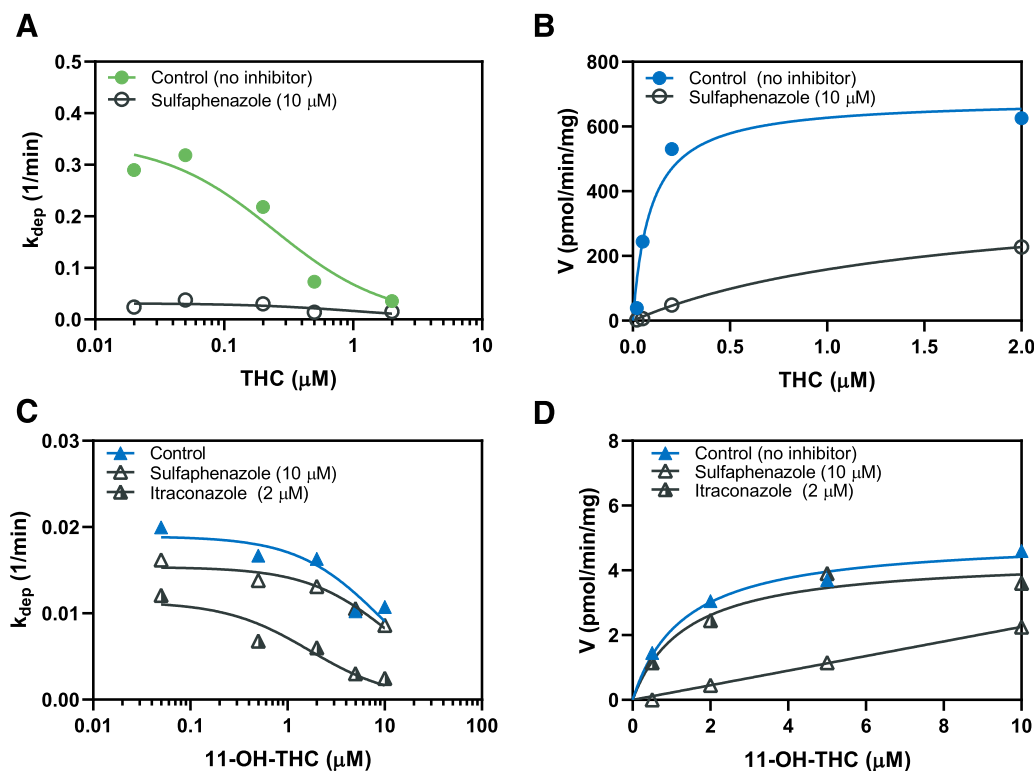 A
0.5
0.4
0.3
0.2
0.1
0.0
k_dep (1/min)
Control (no inhibitor)
Sulfaphenazole (10 μM)
0.01
0.1
1
10
THC (μM)
B
800
600
400
200
0
V (pmol/min/mg)
Control (no inhibitor)
Sulfaphenazole (10 μM)
0.0
0.5
1.0
1.5
2.0
THC (μM)
C
0.03
0.02
0.01
0.00
k_dep (1/min)
Control
Sulfaphenazole (10 μM)
Itraconazole (2 μM)
0.01
0.1
1
10
100
11-OH-THC (μM)
D
8
6
4
2
0
V (pmol/min/mg)
Control (no inhibitor)
Sulfaphenazole (10 μM)
Itraconazole (2 μM)
0
2
4
6
8
10
11-OH-THC (μM)